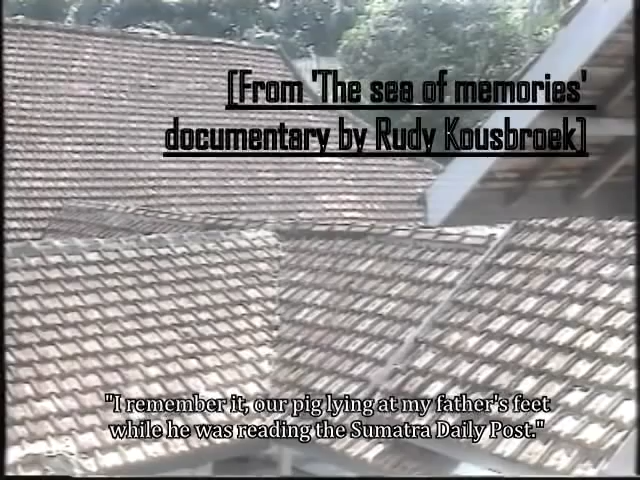 (From 'The sea of memories'
documentary by Rudy Kousbroek)
"I remember it, our pig lying at my father's feet
while he was reading the Sumatra Daily Post."